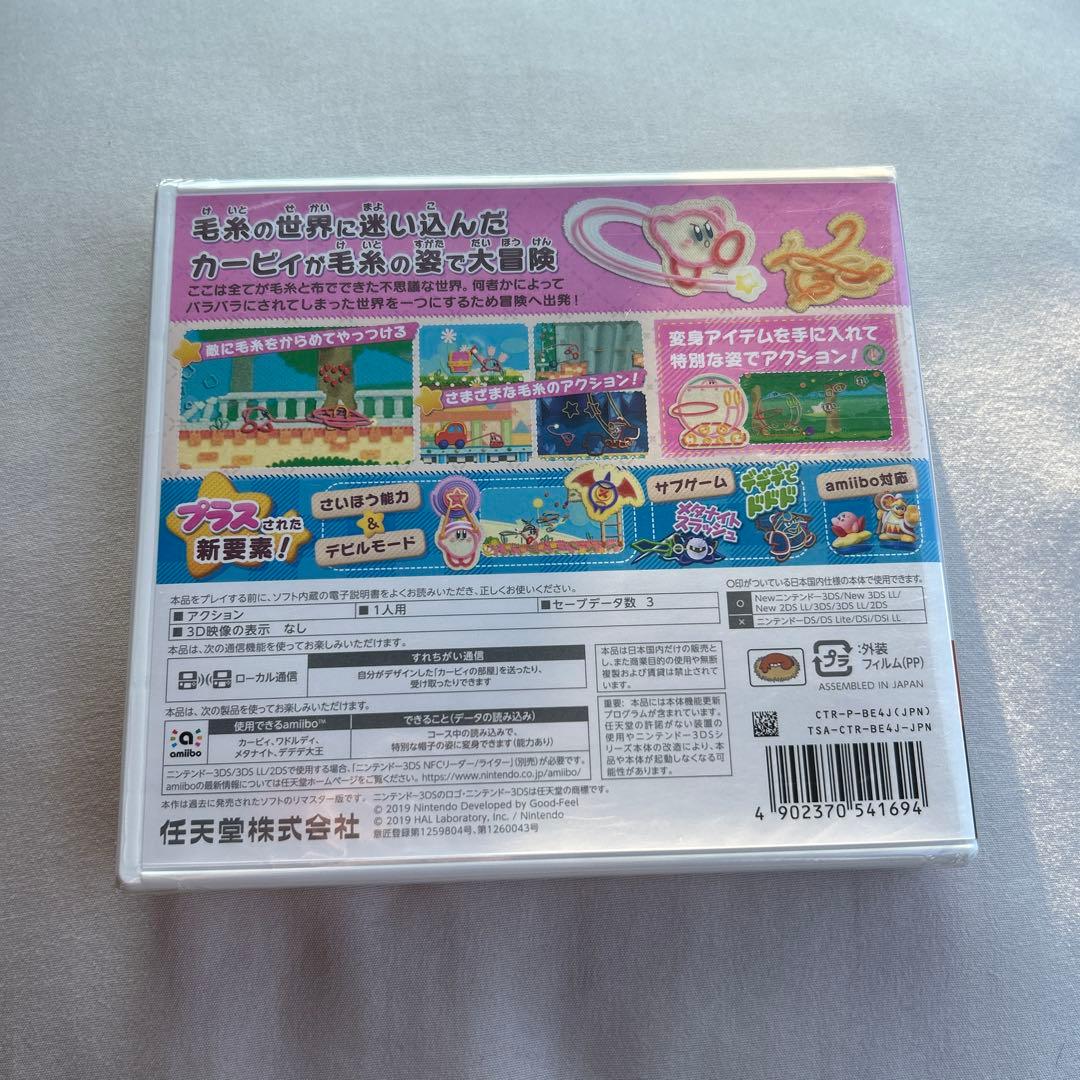 毛糸の世界に迷い込んだ
カービィが毛糸の姿で大冒険
ここは全てが毛糸と布でできた不思議な世界。何者かによって
バラバラにされてしまった世界を一つにするため冒険へ出発！
敵に毛糸をからめてやっつける
さまざまな毛糸のアクション！
変身アイテムを手に入れて
特別な姿でアクション！
プラスされた
新要素！
さいほう能力
&
デビルモード
サブゲーム
メタナイト
スラッシュ
デデデで
ドドドド
amiibo対応
本品をプレイする前に、ソフト内蔵の電子説明書をよくお読みいただき、正しくお使いください。
■アクション
■1人用
■セーブデータ数 3
■3D映像の表示 なし
〇印がついている日本国内仕様の本体で使用できます。
○ Newニンテンドー3DS/New 3DS LL/
New 2DS LL/3DS/3DS LL/2DS
× ニンテンドーDS/DS Lite/DSi/DSi LL
本品は、次の通信機能を使ってお楽しみいただけます。
ローカル通信
すれちがい通信
自分がデザインした「カービィの部屋」を送ったり、
受け取ったりできます
本品は日本国内だけの販売と
し、また商業目的の使用や無断
複製および賃貸は禁止されて
います。
プラ
:外装
フィルム(PP)
ASSEMBLED IN JAPAN
本品は、次の製品を使ってお楽しみいただけます。
amiibo
使用できるamiibo™
カービィ、ワドルディ、
メタナイト、デデデ大王
できること(データの読み込み)
コース中の読み込みで、
特別な帽子の姿に変身できます(能力あり)
重要：本品には本体機能更新
プログラムが含まれています。
任天堂の許諾がない装置の
使用やニンテンドー3DSシ
リーズ本体の改造により、本
品や本体が起動しなくなる可
能性があります。
CTR-P-BE4J(JPN)
TSA-CTR-BE4J-JPN
ニンテンドー3DS/3DS LL/2DSで使用する場合、「ニンテンドー3DS NFCリーダー/ライター」(別売)が必要です。
amiiboの最新情報については任天堂ホームページをご覧ください。https://www.nintendo.co.jp/amiibo/
本作は過去に発売されたソフトのリマスター版です。
ニンテンドー3DSのロゴ・ニンテンドー3DSは任天堂の商標です。
© 2019 Nintendo Developed by Good-Feel
© 2019 HAL Laboratory, Inc. / Nintendo
意匠登録第1259804号、第1260043号
任天堂株式会社
4 902370 541694